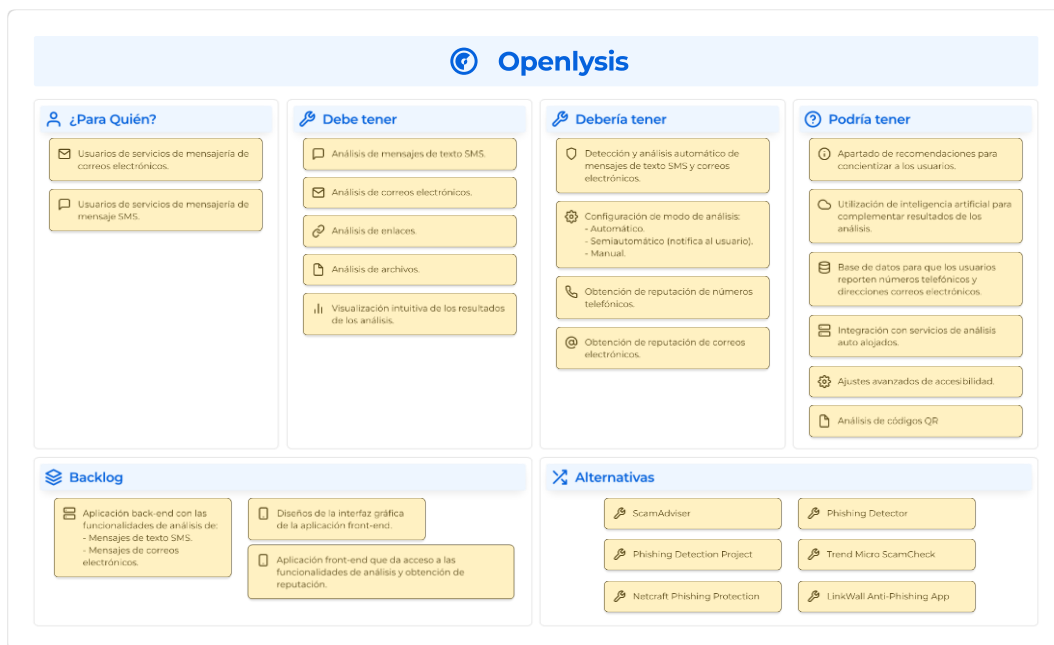 Openlysis
¿Para Quién?
Usuarios de servicios de mensajería de
correos electrónicos.
Usuarios de servicios de mensajería de
mensaje SMS.
Debe tener
Análisis de mensajes de texto SMS.
Análisis de correos electrónicos.
Análisis de enlaces.
Análisis de archivos.
Visualización intuitiva de los resultados
de los análisis.
Debería tener
Detección y análisis automático de
mensajes de texto SMS y correos
electrónicos.
Configuración de modo de análisis:
- Automático.
- Semiautomático (notifica al usuario).
- Manual.
Obtención de reputación de números
telefónicos.
Obtención de reputación de correos
electrónicos.
Podría tener
Apartado de recomendaciones para
concientizar a los usuarios.
Utilización de inteligencia artificial para
complementar resultados de los
análisis.
Base de datos para que los usuarios
reporten números telefónicos y
direcciones correos electrónicos.
Integración con servicios de análisis
auto alojados.
Ajustes avanzados de accesibilidad.
Análisis de códigos QR
Backlog
Aplicación back-end con las
funcionalidades de análisis de:
- Mensajes de texto SMS.
- Mensajes de correos
electrónicos.
Diseños de la interfaz gráfica
de la aplicación front-end.
Aplicación front-end que da acceso a las
funcionalidades de análisis y obtención de
reputación.
Alternativas
ScamAdviser
Phishing Detector
Phishing Detection Project
Trend Micro ScamCheck
Netcraft Phishing Protection
LinkWall Anti-Phishing App